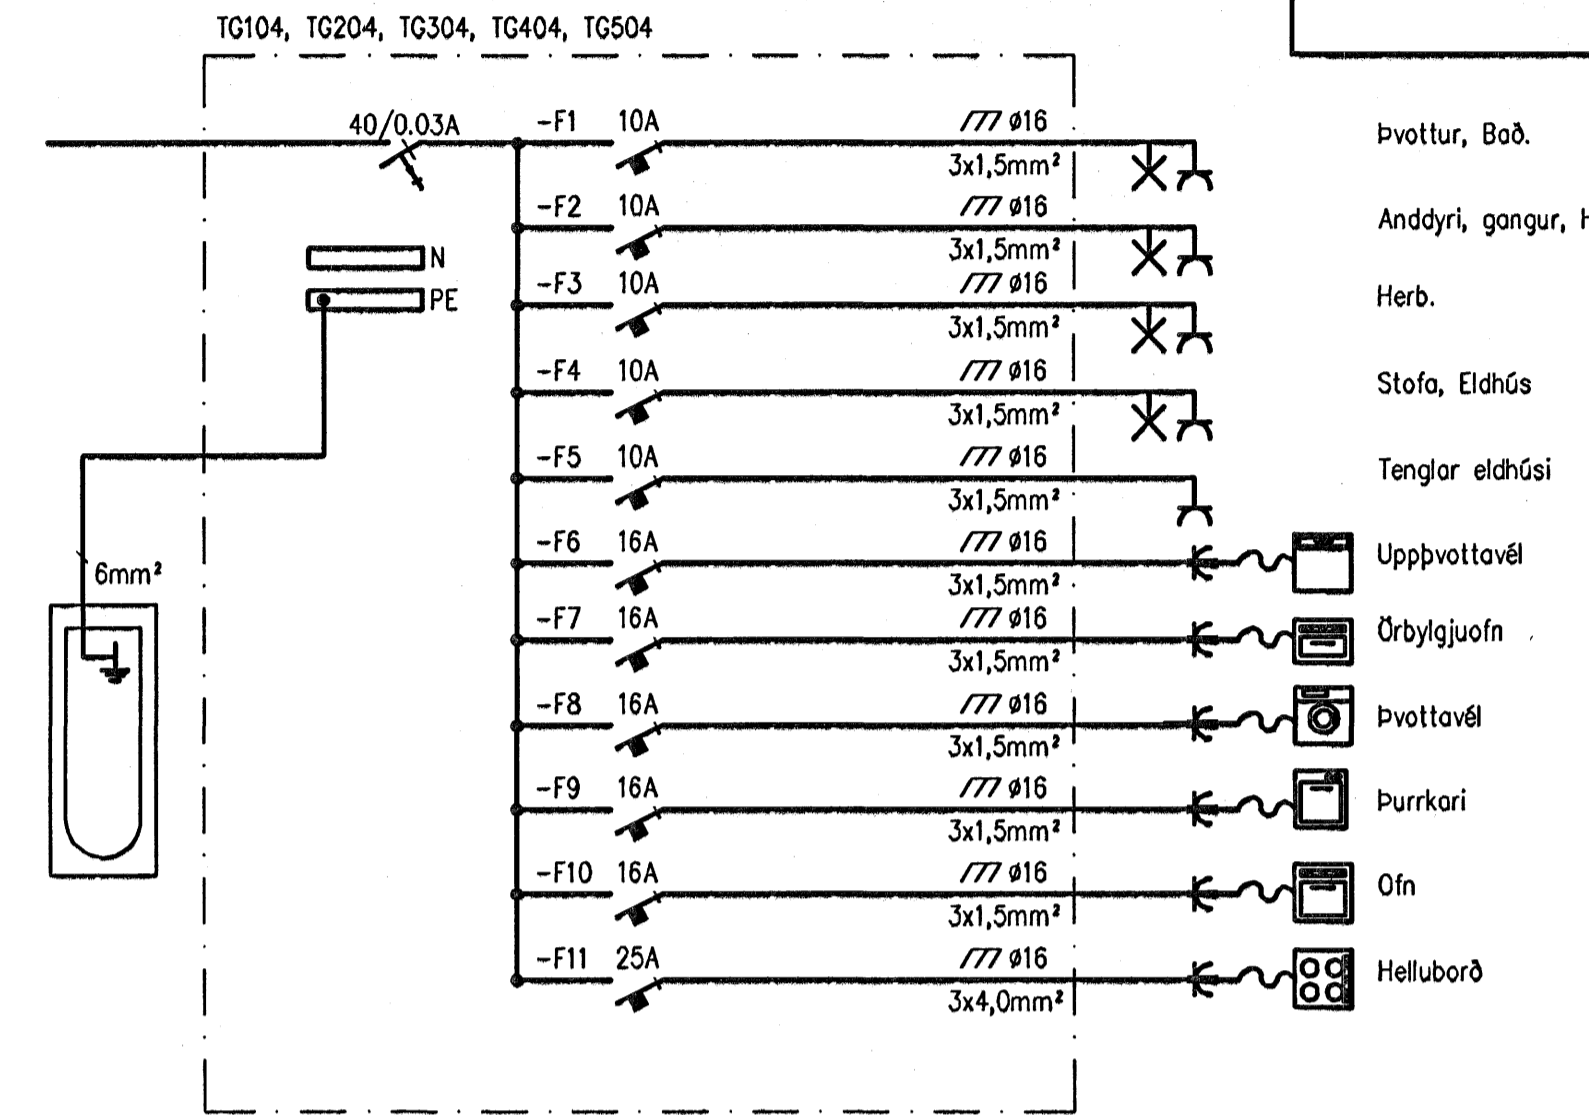 TG104, TG204, TG304, TG404, TG504
40/0.03A
N
PE
6mm²
-F1 10A ø16 Þvottur, Bað.
3x1,5mm²
-F2 10A ø16 Anddyri, gangur, H
3x1,5mm²
-F3 10A ø16 Herb.
3x1,5mm²
-F4 10A ø16 Stofa, Eldhús
3x1,5mm²
-F5 10A ø16 Tenglar eldhúsi
3x1,5mm²
-F6 16A ø16 Uppþvottavél
3x1,5mm²
-F7 16A ø16 Örbylgjuofn
3x1,5mm²
-F8 16A ø16 Þvottavél
3x1,5mm²
-F9 16A ø16 Þurrkari
3x1,5mm²
-F10 16A ø16 Ofn
3x1,5mm²
-F11 25A ø16 Helluborð
3x4,0mm²